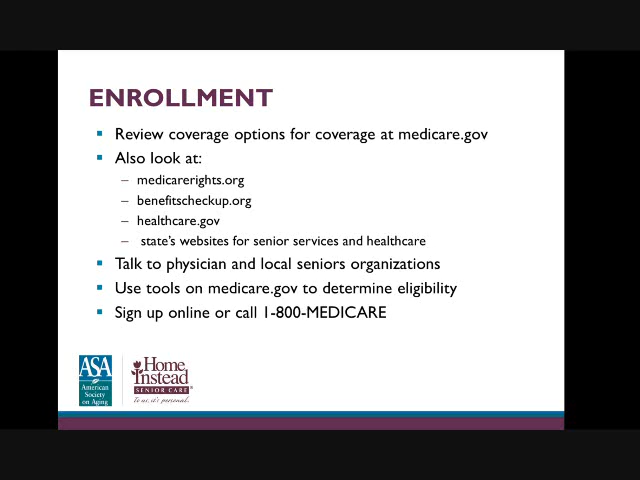 ENROLLMENT
▪ Review coverage options for coverage at medicare.gov
▪ Also look at:
– medicarerights.org
– benefitscheckup.org
– healthcare.gov
– state's websites for senior services and healthcare
▪ Talk to physician and local seniors organizations
▪ Use tools on medicare.gov to determine eligibility
▪ Sign up online or call 1-800-MEDICARE
ASA
American
Society
on Aging
Home
Instead
SENIOR CARE
To us, it's personal.